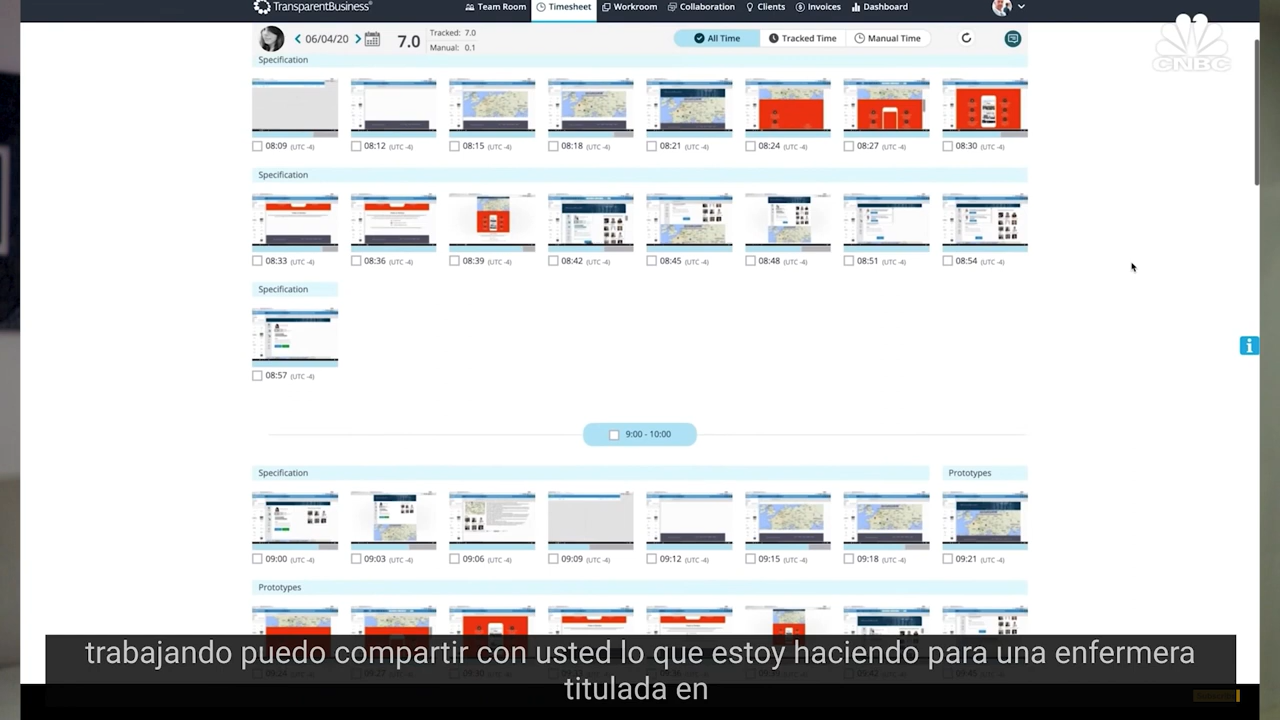 TransparentBusiness®
Team Room
Timesheet
Workroom
Collaboration
Clients
Invoices
Dashboard
CNBC
06/04/20
7.0
Tracked: 7.0
Manual: 0.1
All Time
Tracked Time
Manual Time
Specification
08:09 (UTC -4)
08:12 (UTC -4)
08:15 (UTC -4)
08:18 (UTC -4)
08:21 (UTC -4)
08:24 (UTC -4)
08:27 (UTC -4)
08:30 (UTC -4)
Specification
08:33 (UTC -4)
08:36 (UTC -4)
08:39 (UTC -4)
08:42 (UTC -4)
08:45 (UTC -4)
08:48 (UTC -4)
08:51 (UTC -4)
08:54 (UTC -4)
Specification
08:57 (UTC -4)
9:00 - 10:00
Specification
Prototypes
09:00 (UTC -4)
09:03 (UTC -4)
09:06 (UTC -4)
09:09 (UTC -4)
09:12 (UTC -4)
09:15 (UTC -4)
09:18 (UTC -4)
09:21 (UTC -4)
Prototypes
trabajando puedo compartir con usted lo que estoy haciendo para una enfermera
titulada en